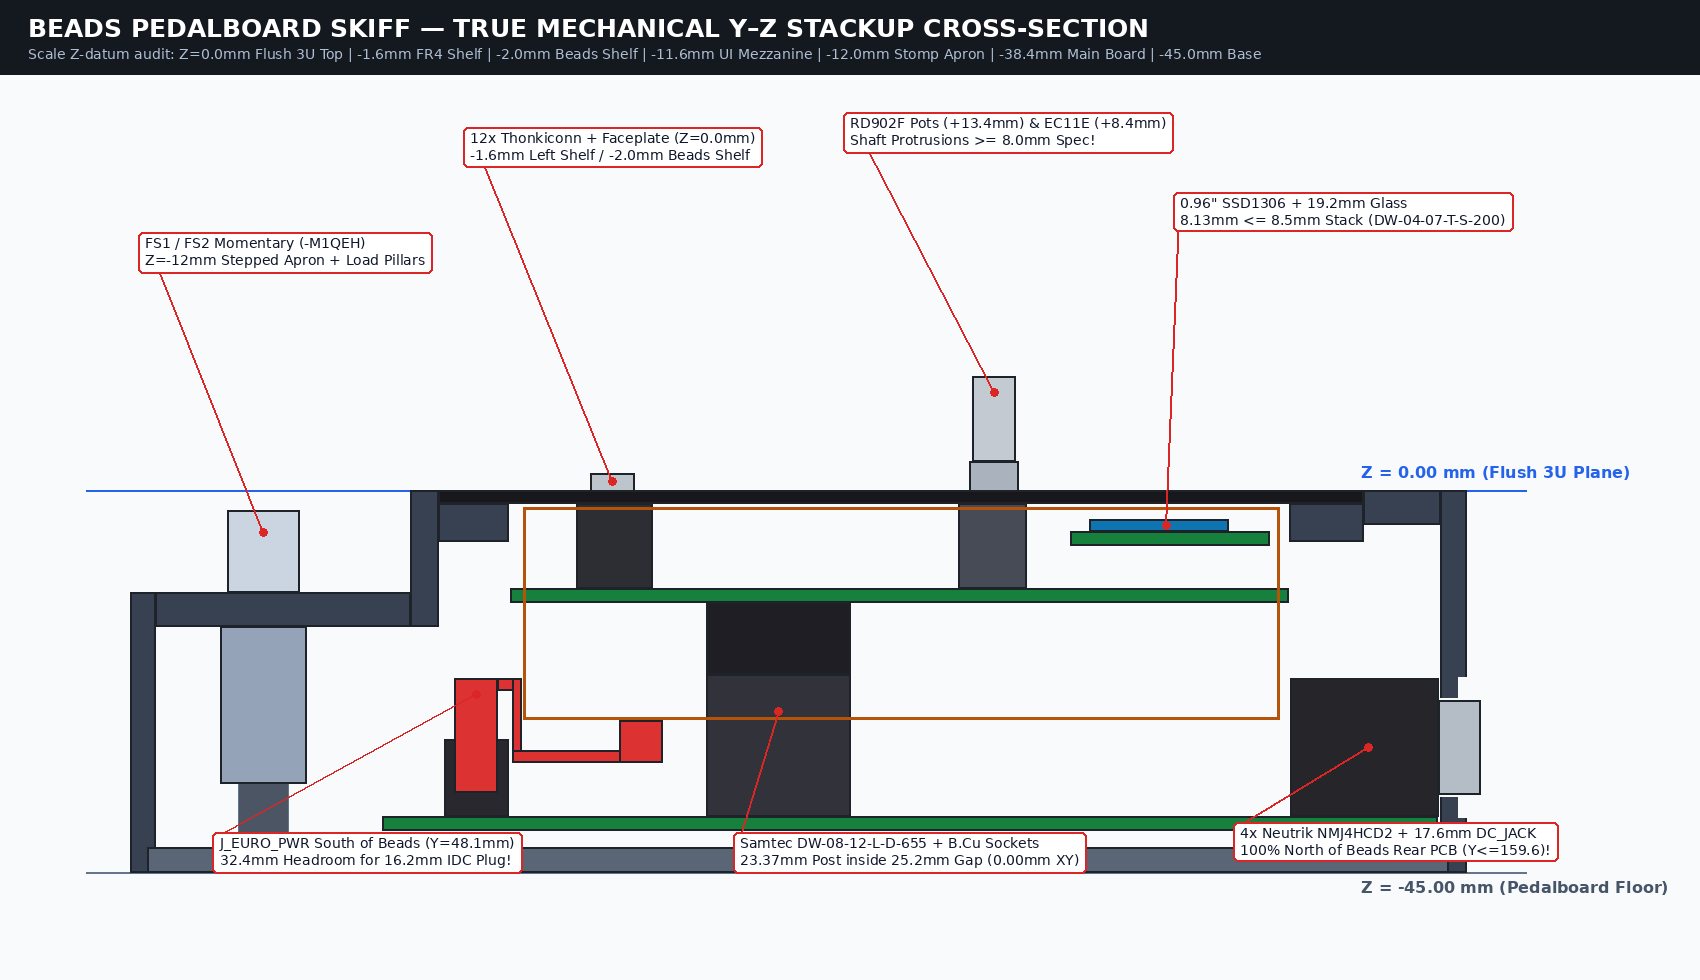 BEADS PEDALBOARD SKIFF — TRUE MECHANICAL Y–Z STACKUP CROSS-SECTION
Scale Z-datum audit: Z=0.0mm Flush 3U Top | -1.6mm FR4 Shelf | -2.0mm Beads Shelf | -11.6mm UI Mezzanine | -12.0mm Stomp Apron | -38.4mm Main Board | -45.0mm Base
RD902F Pots (+13.4mm) & EC11E (+8.4mm)
Shaft Protrusions >= 8.0mm Spec!
12x Thonkiconn + Faceplate (Z=0.0mm)
-1.6mm Left Shelf / -2.0mm Beads Shelf
0.96" SSD1306 + 19.2mm Glass
8.13mm <= 8.5mm Stack (DW-04-07-T-S-200)
FS1 / FS2 Momentary (-M1QEH)
Z=-12mm Stepped Apron + Load Pillars
Z = 0.00 mm (Flush 3U Plane)
J_EURO_PWR South of Beads (Y=48.1mm)
32.4mm Headroom for 16.2mm IDC Plug!
Samtec DW-08-12-L-D-655 + B.Cu Sockets
23.37mm Post inside 25.2mm Gap (0.00mm XY)
4x Neutrik NMJ4HCD2 + 17.6mm DC_JACK
100% North of Beads Rear PCB (Y<=159.6)!
Z = -45.00 mm (Pedalboard Floor)